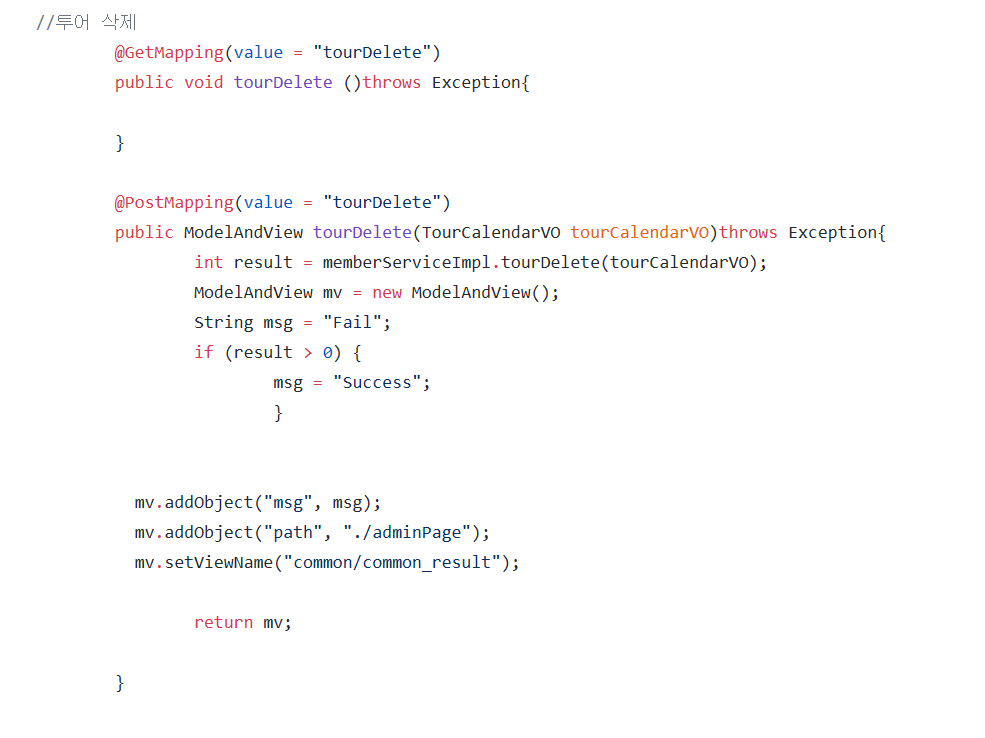 //투어 삭제
@GetMapping(value = "tourDelete")
public void tourDelete ()throws Exception{
}
@PostMapping(value = "tourDelete")
public ModelAndView tourDelete(TourCalendarVO tourCalendarVO)throws Exception{
int result = memberServiceImpl.tourDelete(tourCalendarVO);
ModelAndView mv = new ModelAndView();
String msg = "Fail";
if (result > 0) {
msg = "Success";
}
mv.addObject("msg", msg);
mv.addObject("path", "./adminPage");
mv.setViewName("common/common_result");
return mv;
}